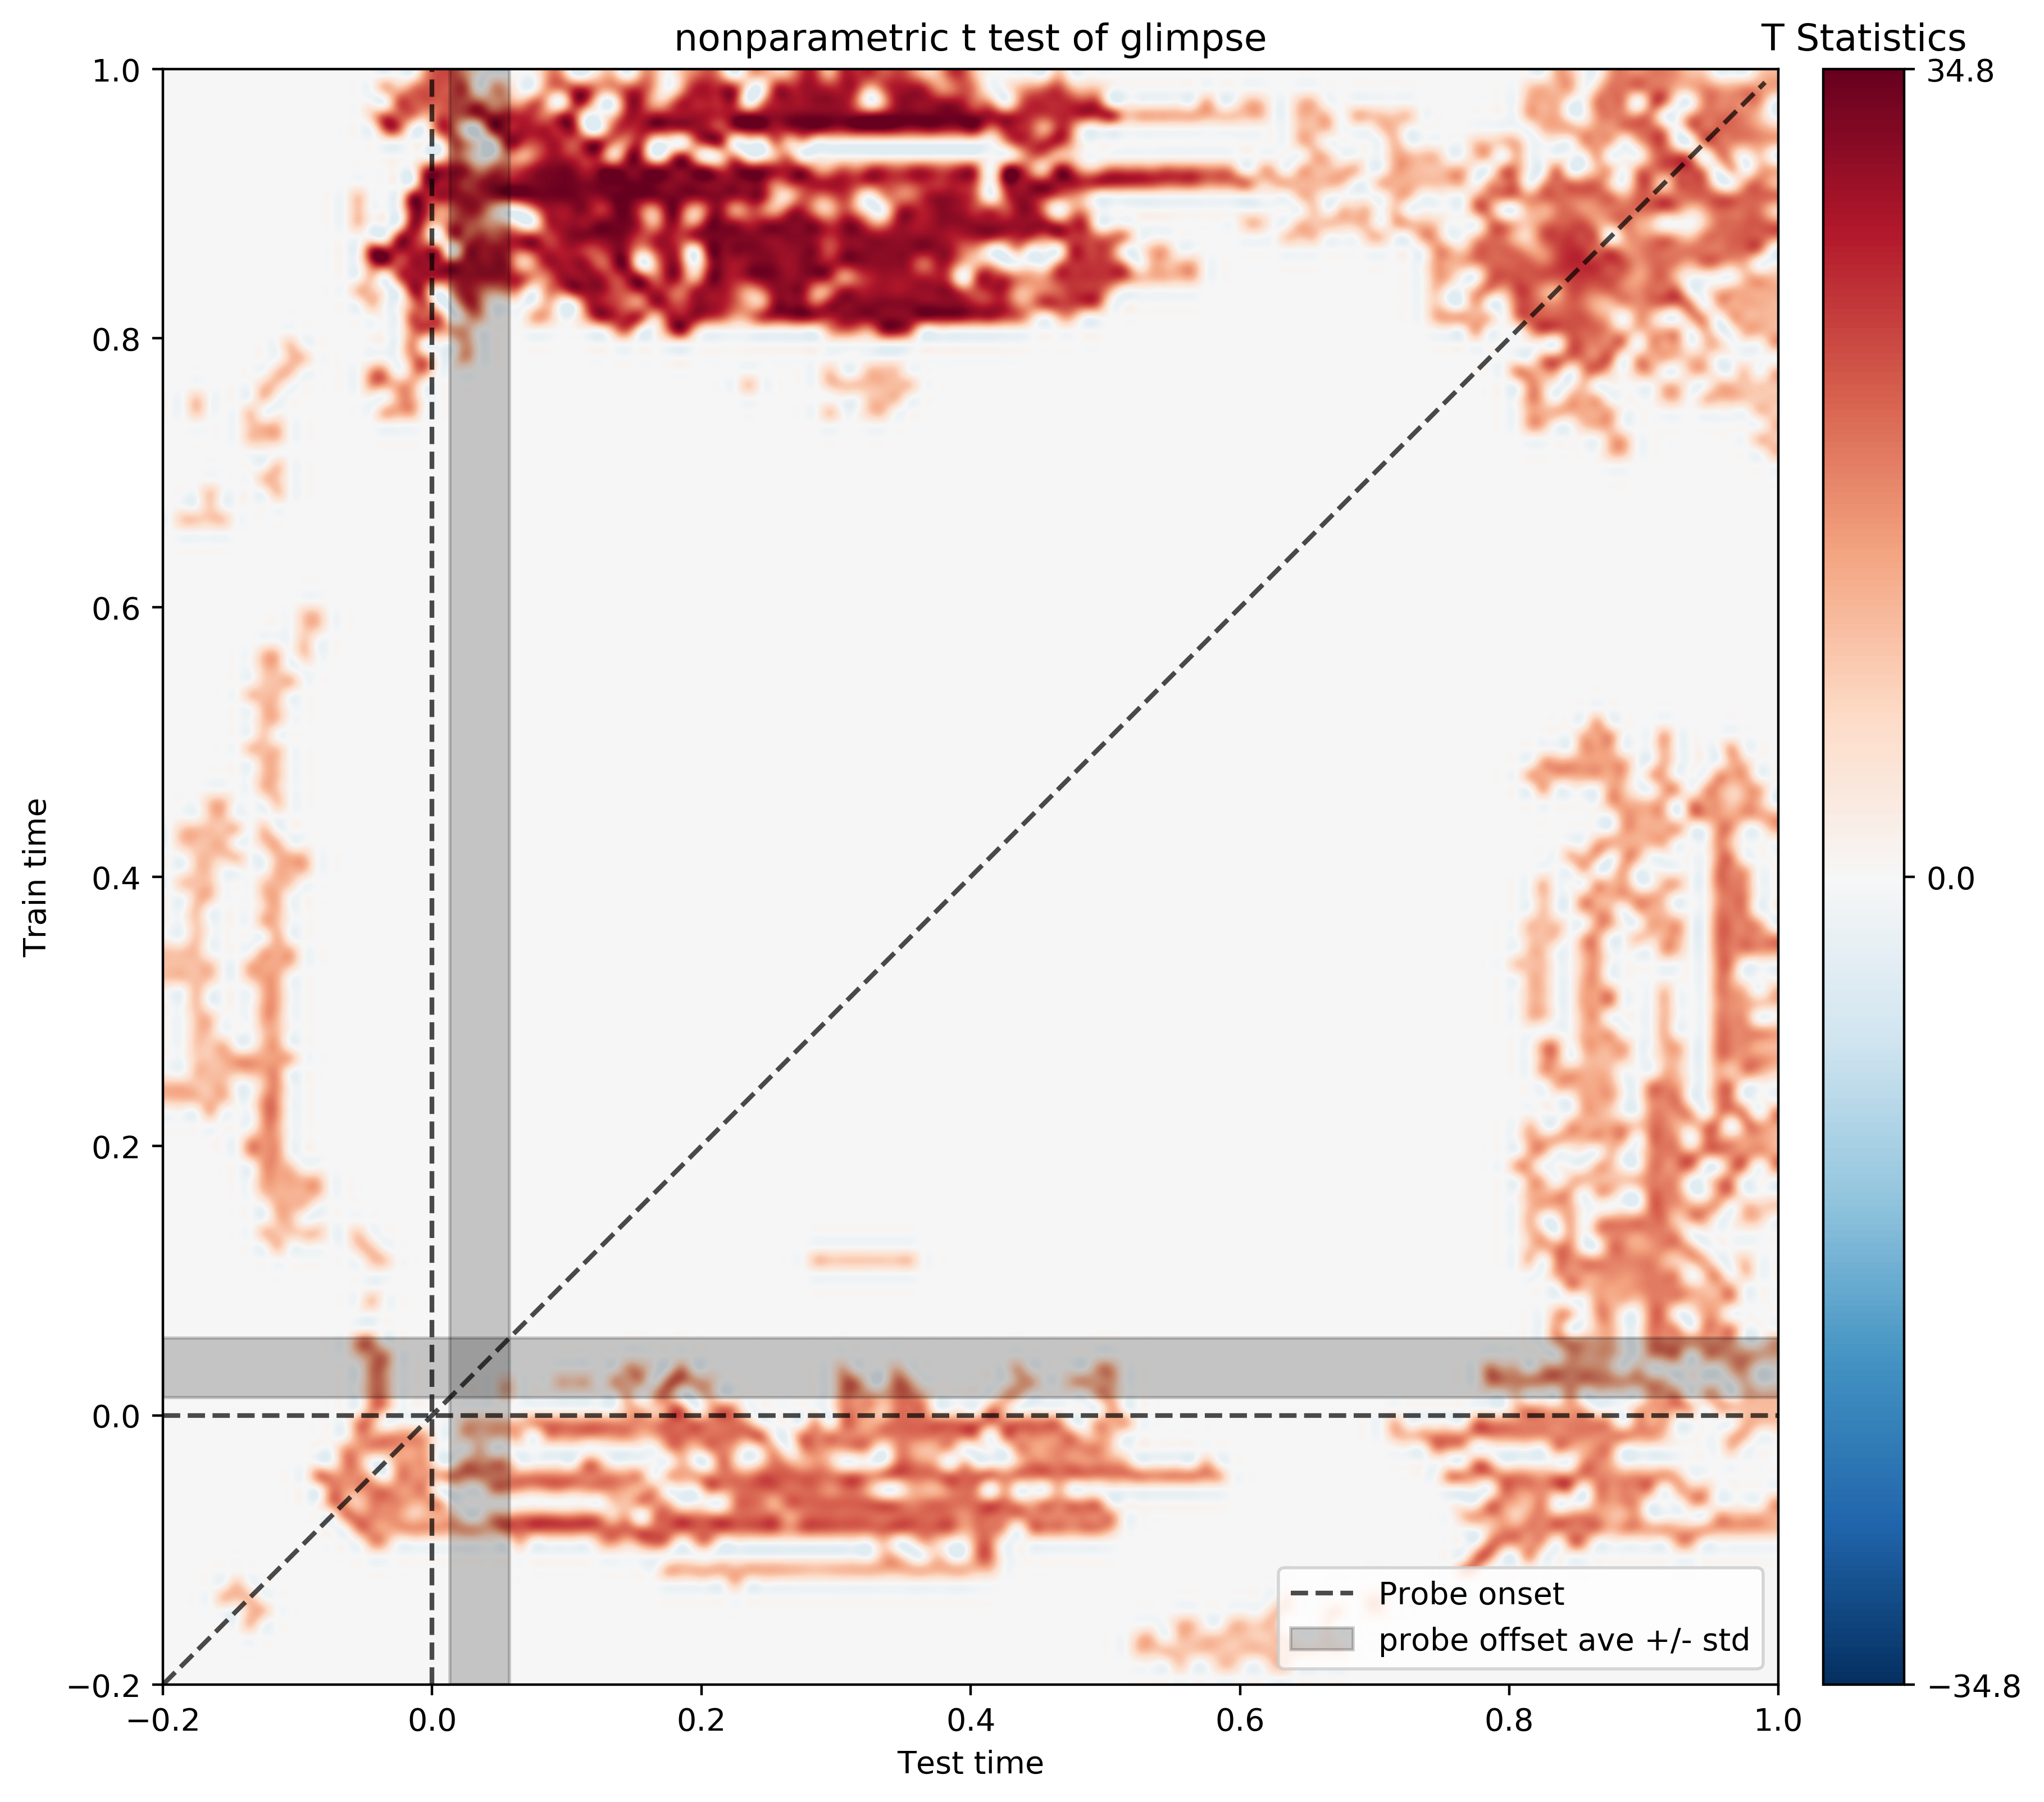 nonparametric t test of glimpse
T Statistics
1.0
0.8
0.6
0.4
0.2
0.0
−0.2
Train time
−0.2
0.0
0.2
0.4
0.6
0.8
1.0
Test time
Probe onset
probe offset ave +/- std
34.8
0.0
−34.8